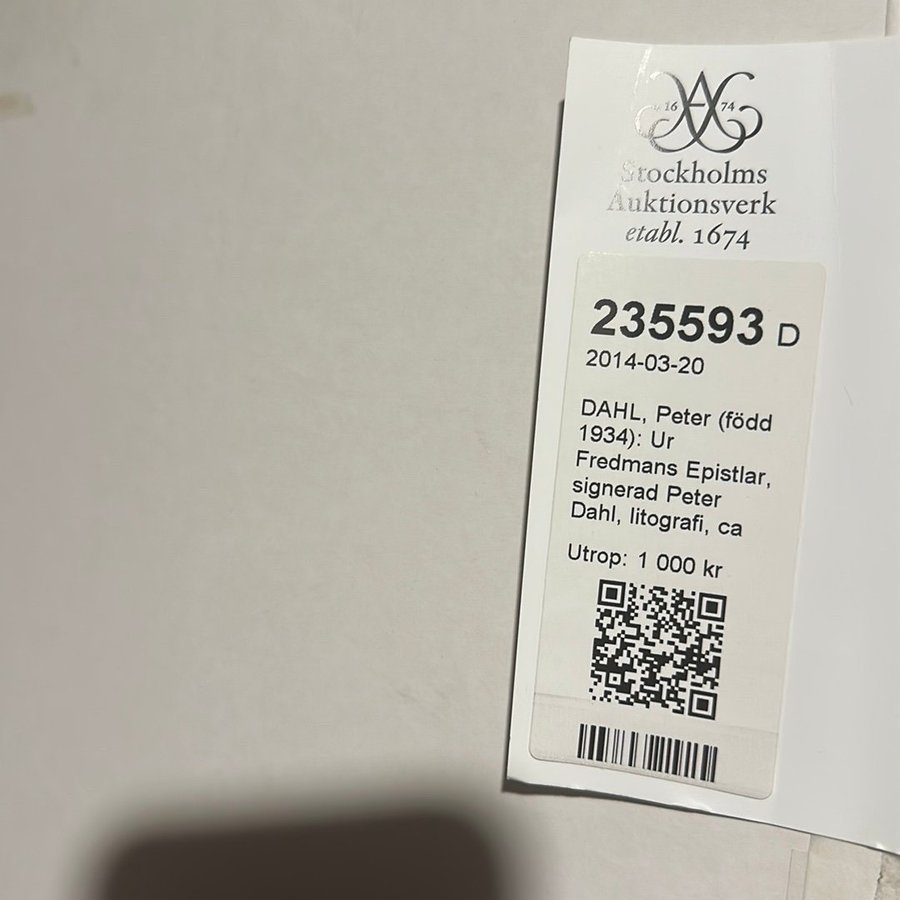 16 74
Stockholms
Auktionsverk
etabl. 1674
235593 D
2014-03-20
DAHL, Peter (född
1934): Ur
Fredmans Epistlar,
signerad Peter
Dahl, litografi, ca
Utrop: 1 000 kr